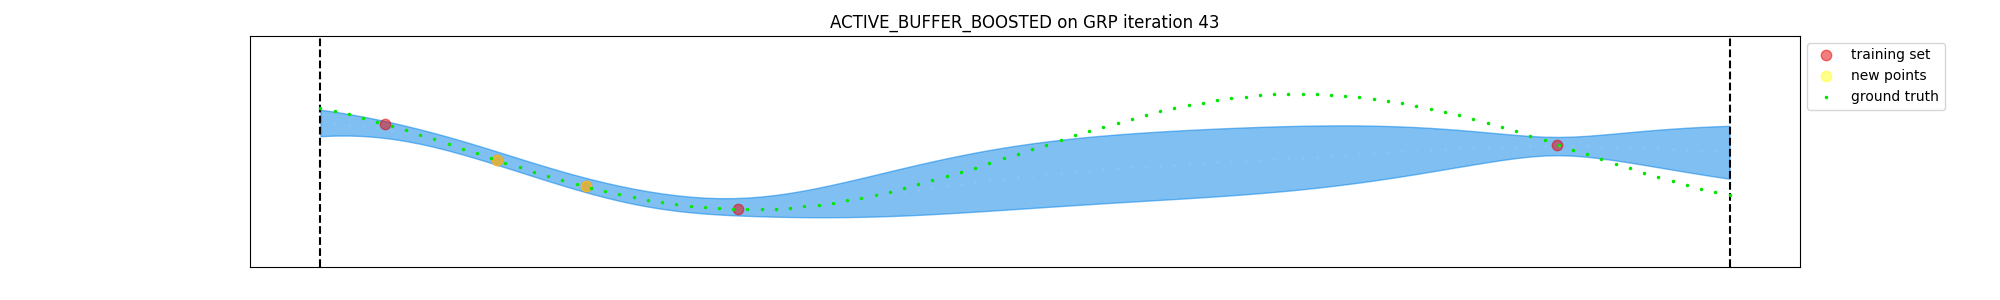 ACTIVE_BUFFER_BOOSTED on GRP iteration 43
training set
new points
ground truth